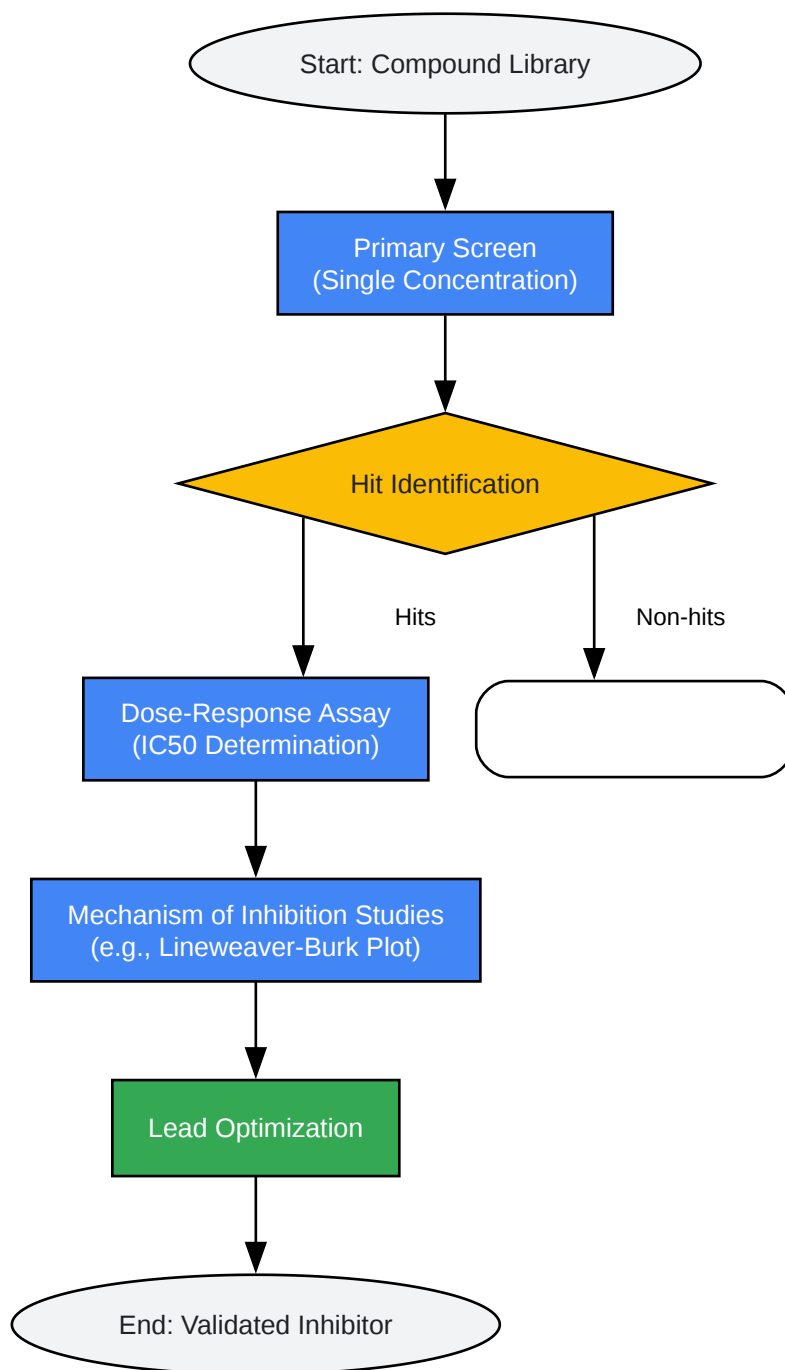 Start: Compound Library
Primary Screen
(Single Concentration)
Hit Identification
Hits
Non-hits
Dose-Response Assay
(IC50 Determination)
Mechanism of Inhibition Studies
(e.g., Lineweaver-Burk Plot)
Lead Optimization
End: Validated Inhibitor